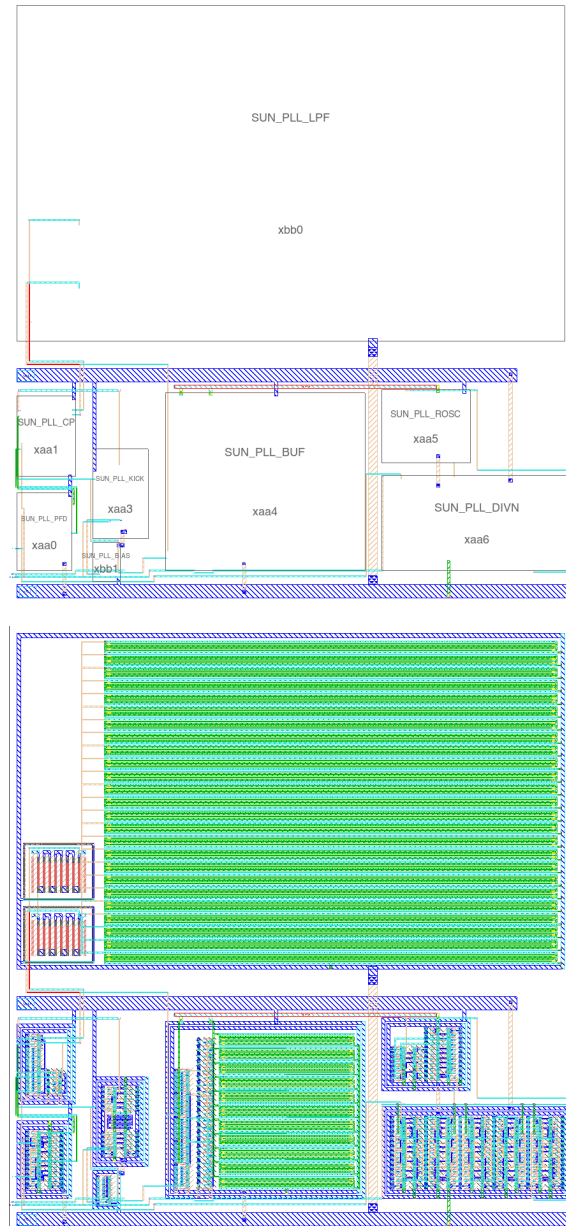 SUN_PLL_LPF
xbb0
SUN_PLL_CP
xaa1
SUN_PLL_ROSC
xaa5
SUN_PLL_BUF
xaa4
SUN_PLL_KICK
xaa3
SUN_PLL_DIVN
xaa6
SUN_PLL_PFD
xaa0
SUN_PLL_BIAS
xbb1